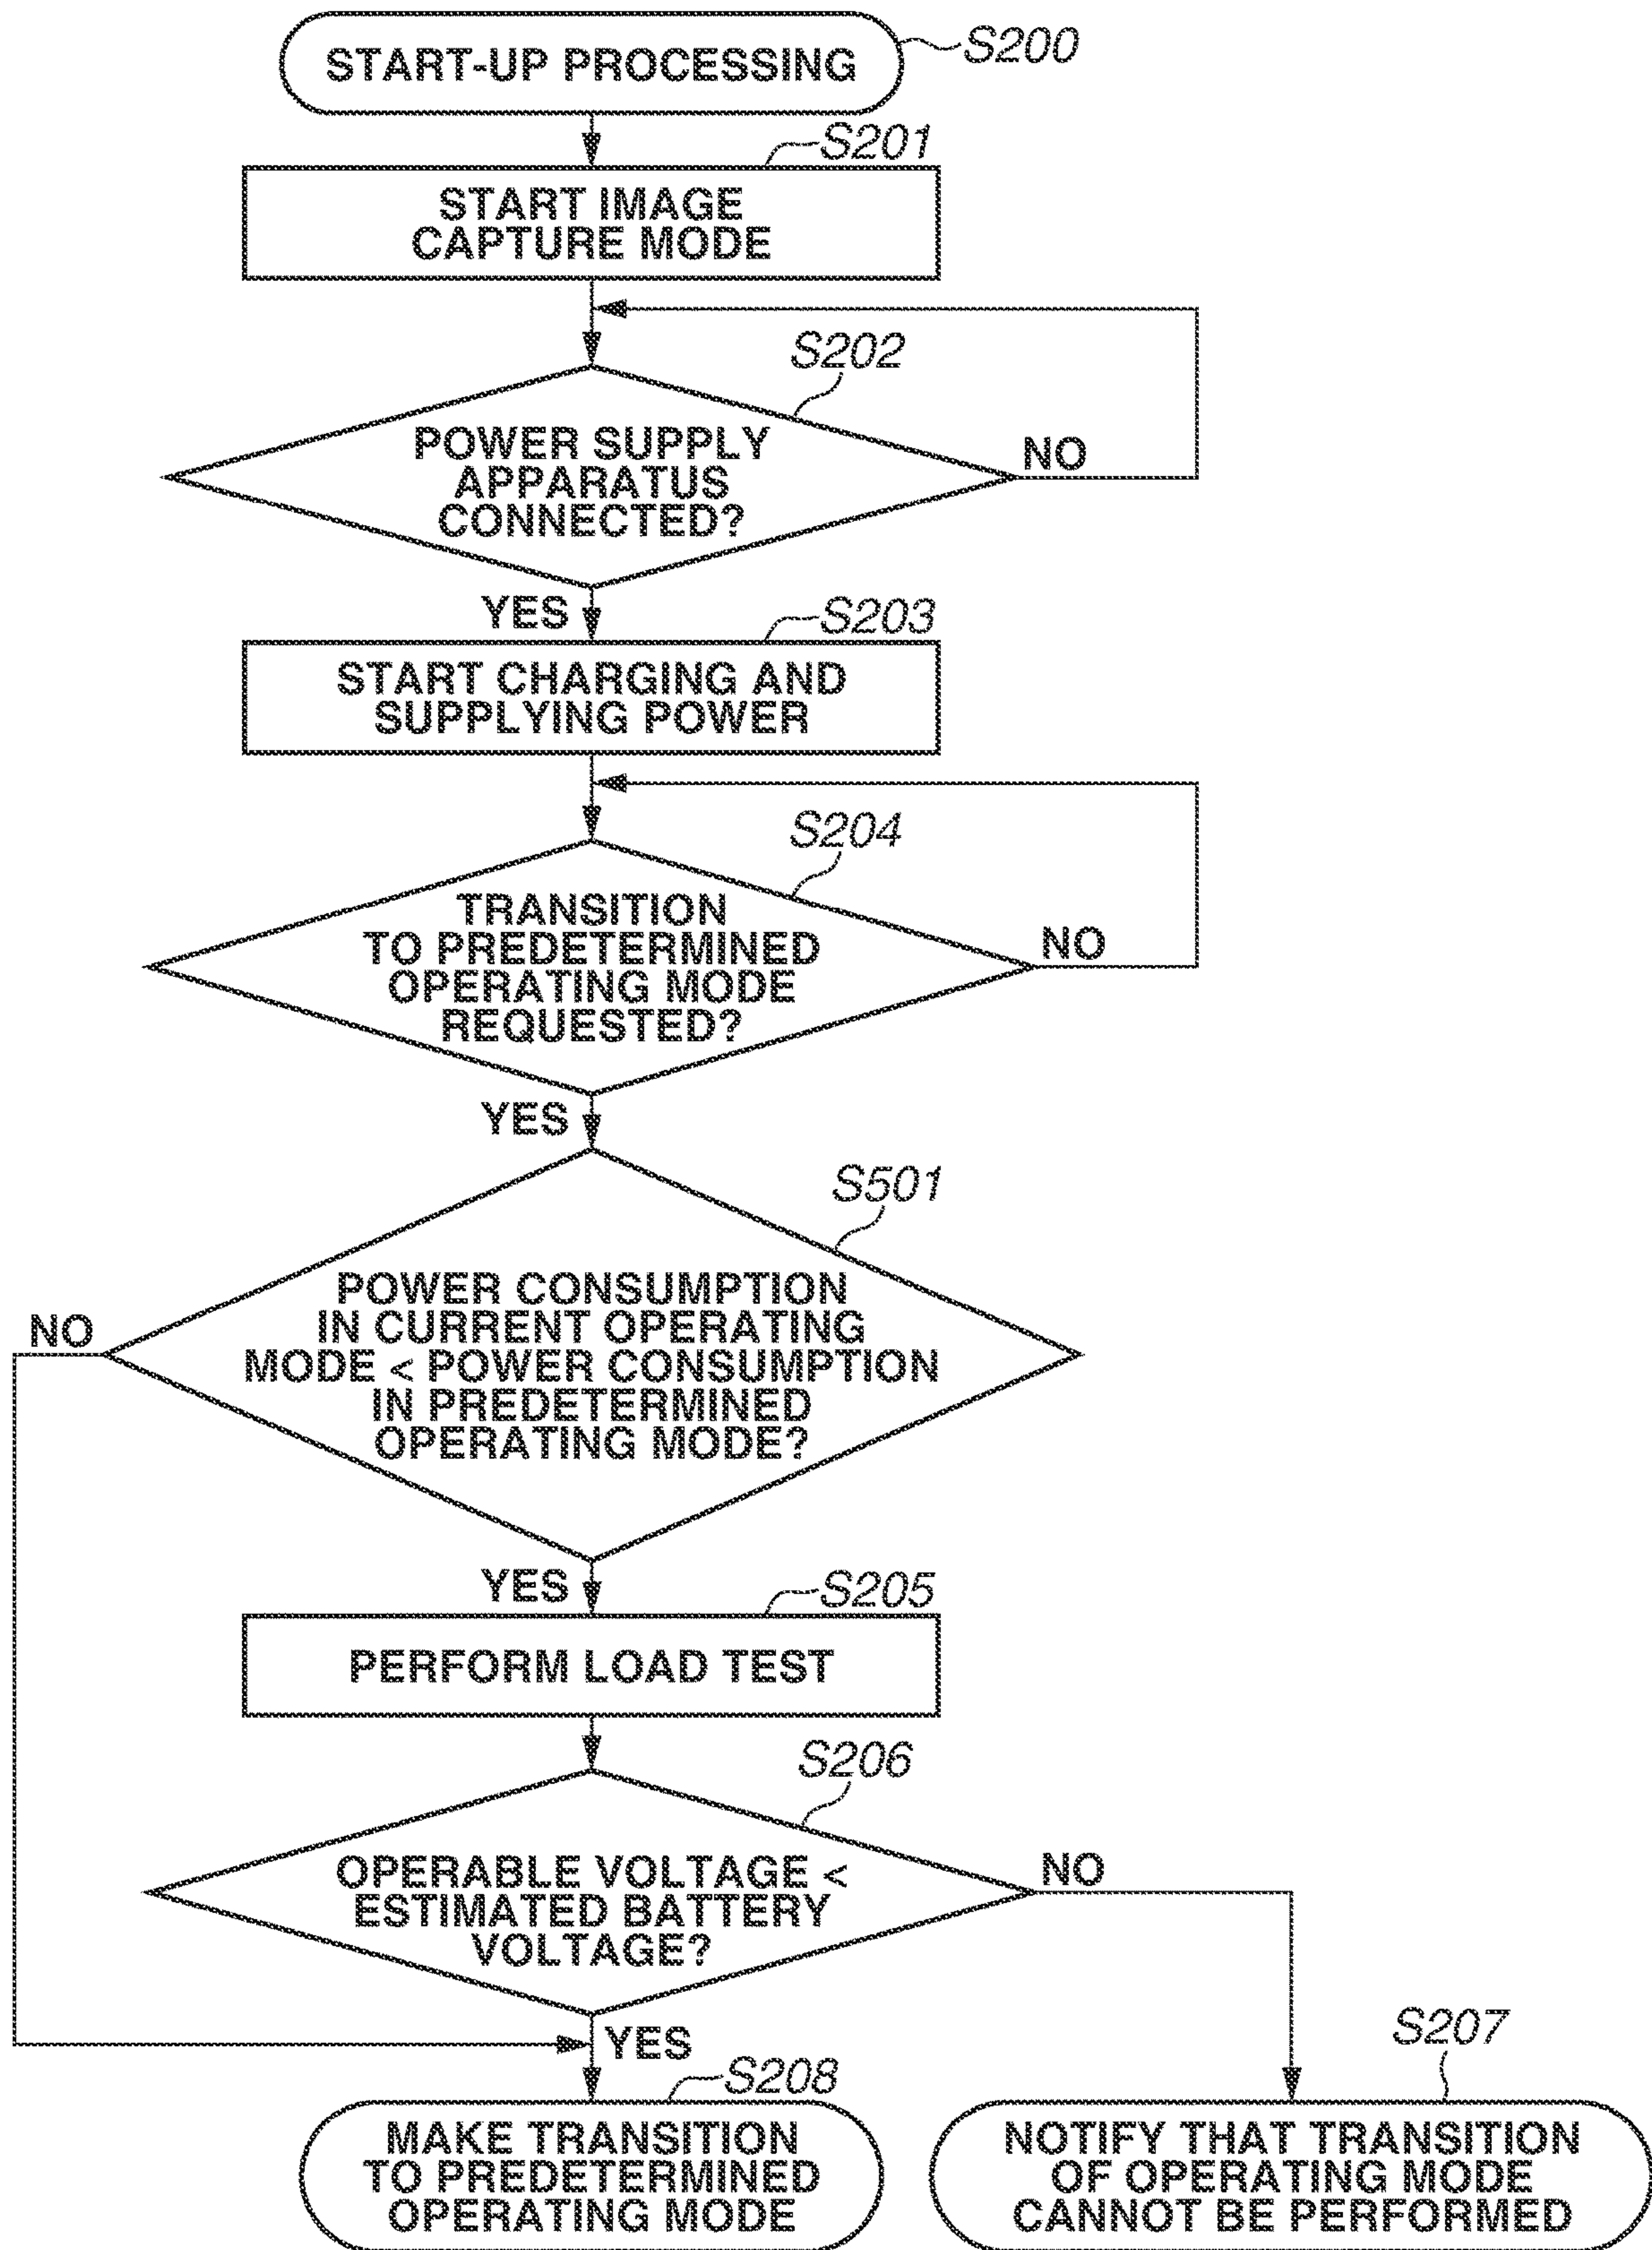 START-UP PROCESSING
S200
S201
START IMAGE
CAPTURE MODE
S202
POWER SUPPLY
APPARATUS
CONNECTED?
NO
YES
S203
START CHARGING AND
SUPPLYING POWER
S204
TRANSITION
TO PREDETERMINED
OPERATING MODE
REQUESTED?
NO
YES
S501
POWER CONSUMPTION
IN CURRENT OPERATING
MODE < POWER CONSUMPTION
IN PREDETERMINED
OPERATING MODE?
NO
YES
S205
PERFORM LOAD TEST
S206
OPERABLE VOLTAGE <
ESTIMATED BATTERY
VOLTAGE?
NO
YES
S208
MAKE TRANSITION
TO PREDETERMINED
OPERATING MODE
S207
NOTIFY THAT TRANSITION
OF OPERATING MODE
CANNOT BE PERFORMED